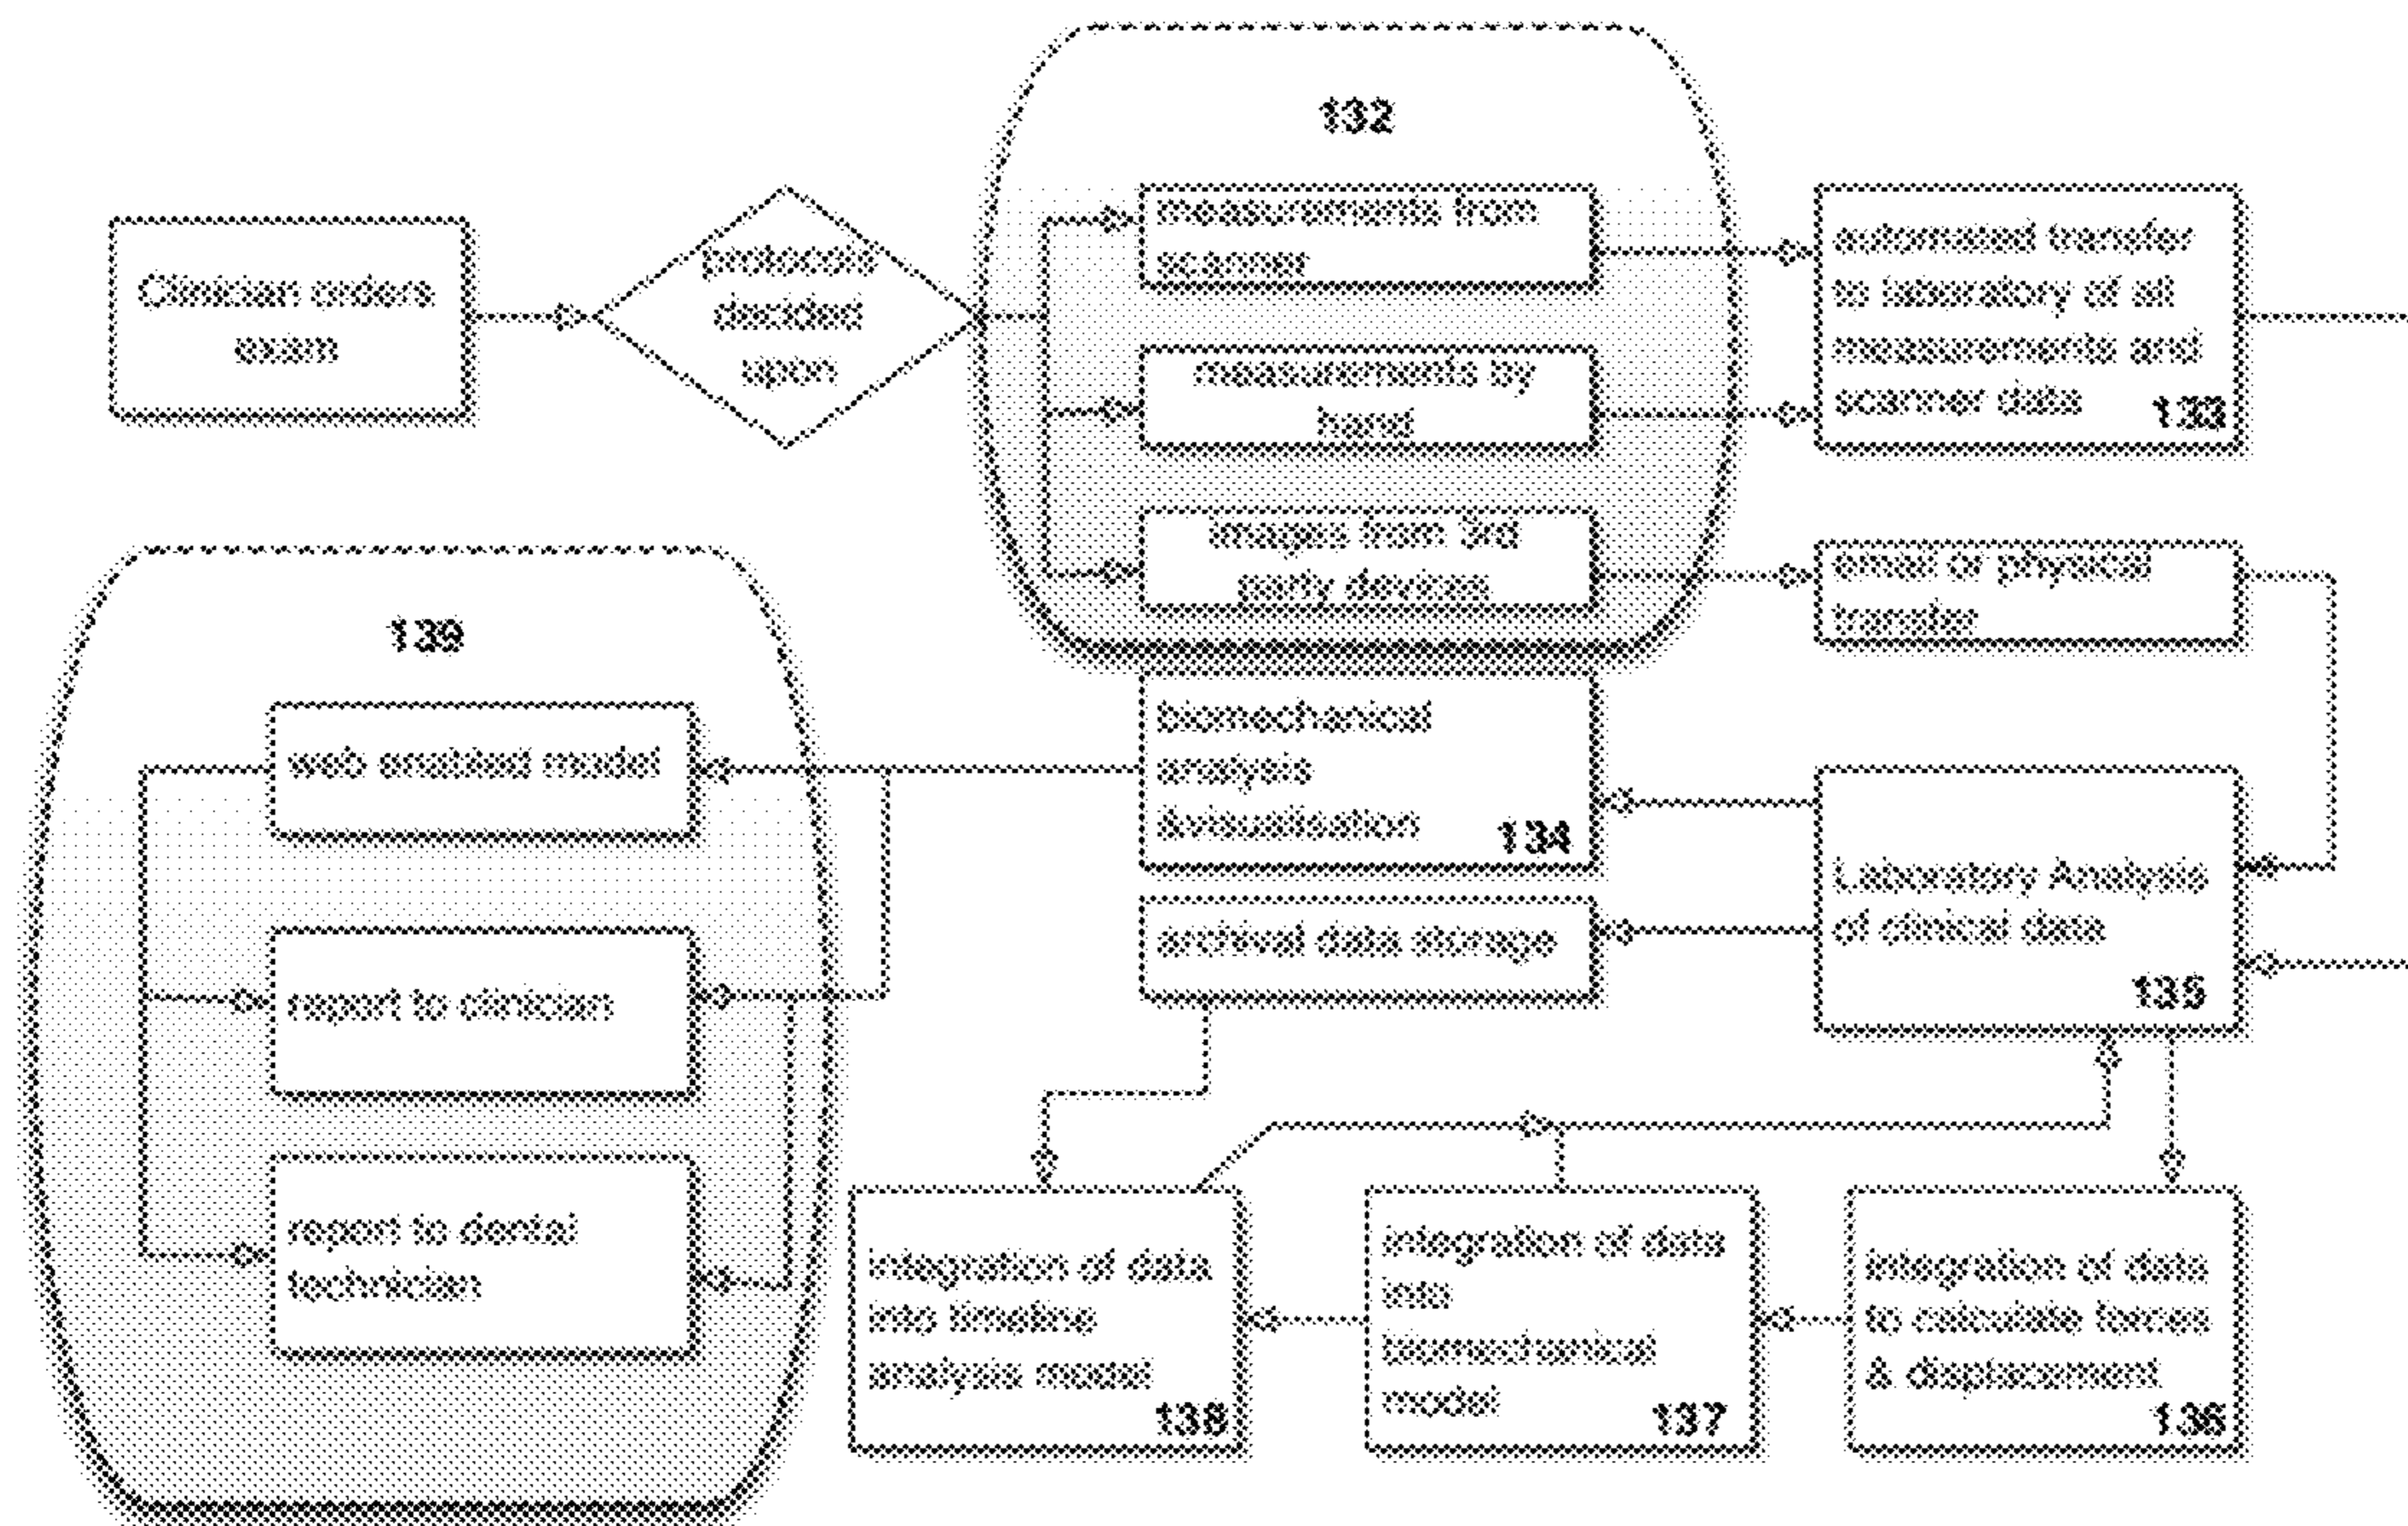 132
Clinician orders
exam
protocols
decided
upon
measurements from
scanner
measurements by
hand
images from 3rd
party devices
automated transfer
to laboratory of all
measurements and
scanner data
133
email or physical
transfer
139
web enabled model
report to clinician
report to dental
technician
biomechanical
analysis
&visualisation
134
archival data storage
Laboratory Analysis
of clinical data
135
integration of data
into timeline
analysis model
138
integration of data
into
biomechanical
model
137
integration of data
to calculate forces
& displacement
136